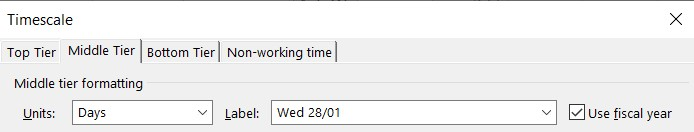 Timescale
Top Tier Middle Tier Bottom Tier Non-working time
Middle tier formatting
Units: Days Label: Wed 28/01 Use fiscal year